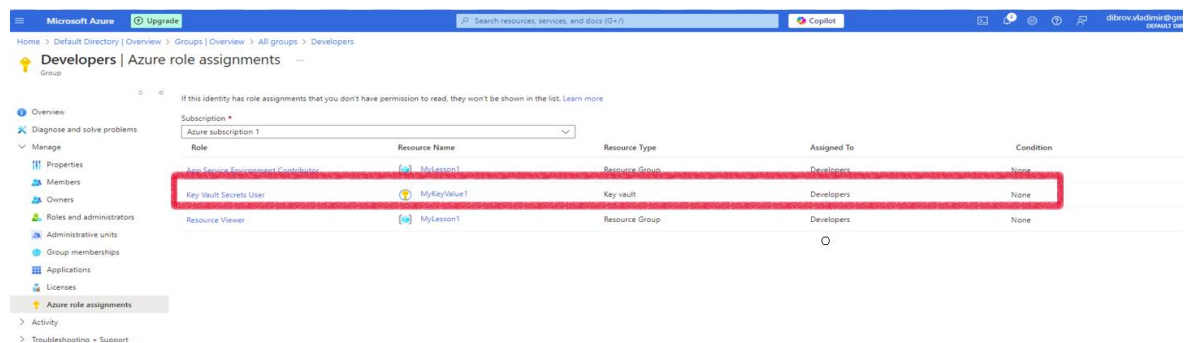 Microsoft Azure Upgrade Search resources, services, and docs (G+/) Copilot dibrov.vladimir@gm
DEFAULT DIR
Home > Default Directory | Overview > Groups | Overview > All groups > Developers
Developers | Azure role assignments ...
Group
If this identity has role assignments that you don't have permission to read, they won't be shown in the list. Learn more
Overview
Subscription *
Diagnose and solve problems
Azure subscription 1
Manage
Role Resource Name Resource Type Assigned To Condition
Properties
App Service Environment Contributor MyLesson1 Resource Group Developers None
Members
Key Vault Secrets User MyKeyValue1 Key vault Developers None
Owners
Roles and administrators
Resource Viewer MyLesson1 Resource Group Developers None
Administrative units
Group memberships
Applications
Licenses
Azure role assignments
Activity
Troubleshooting + Support